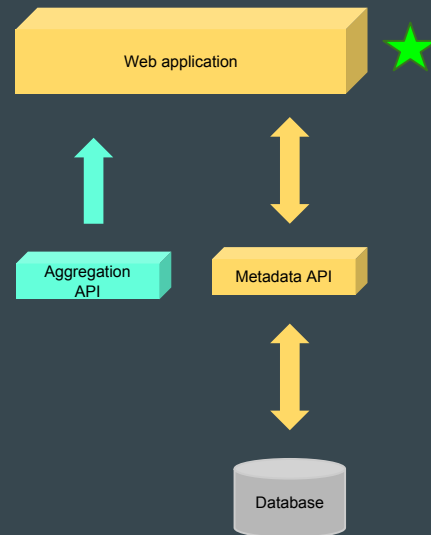 Web application
Aggregation
API
Metadata API
Database